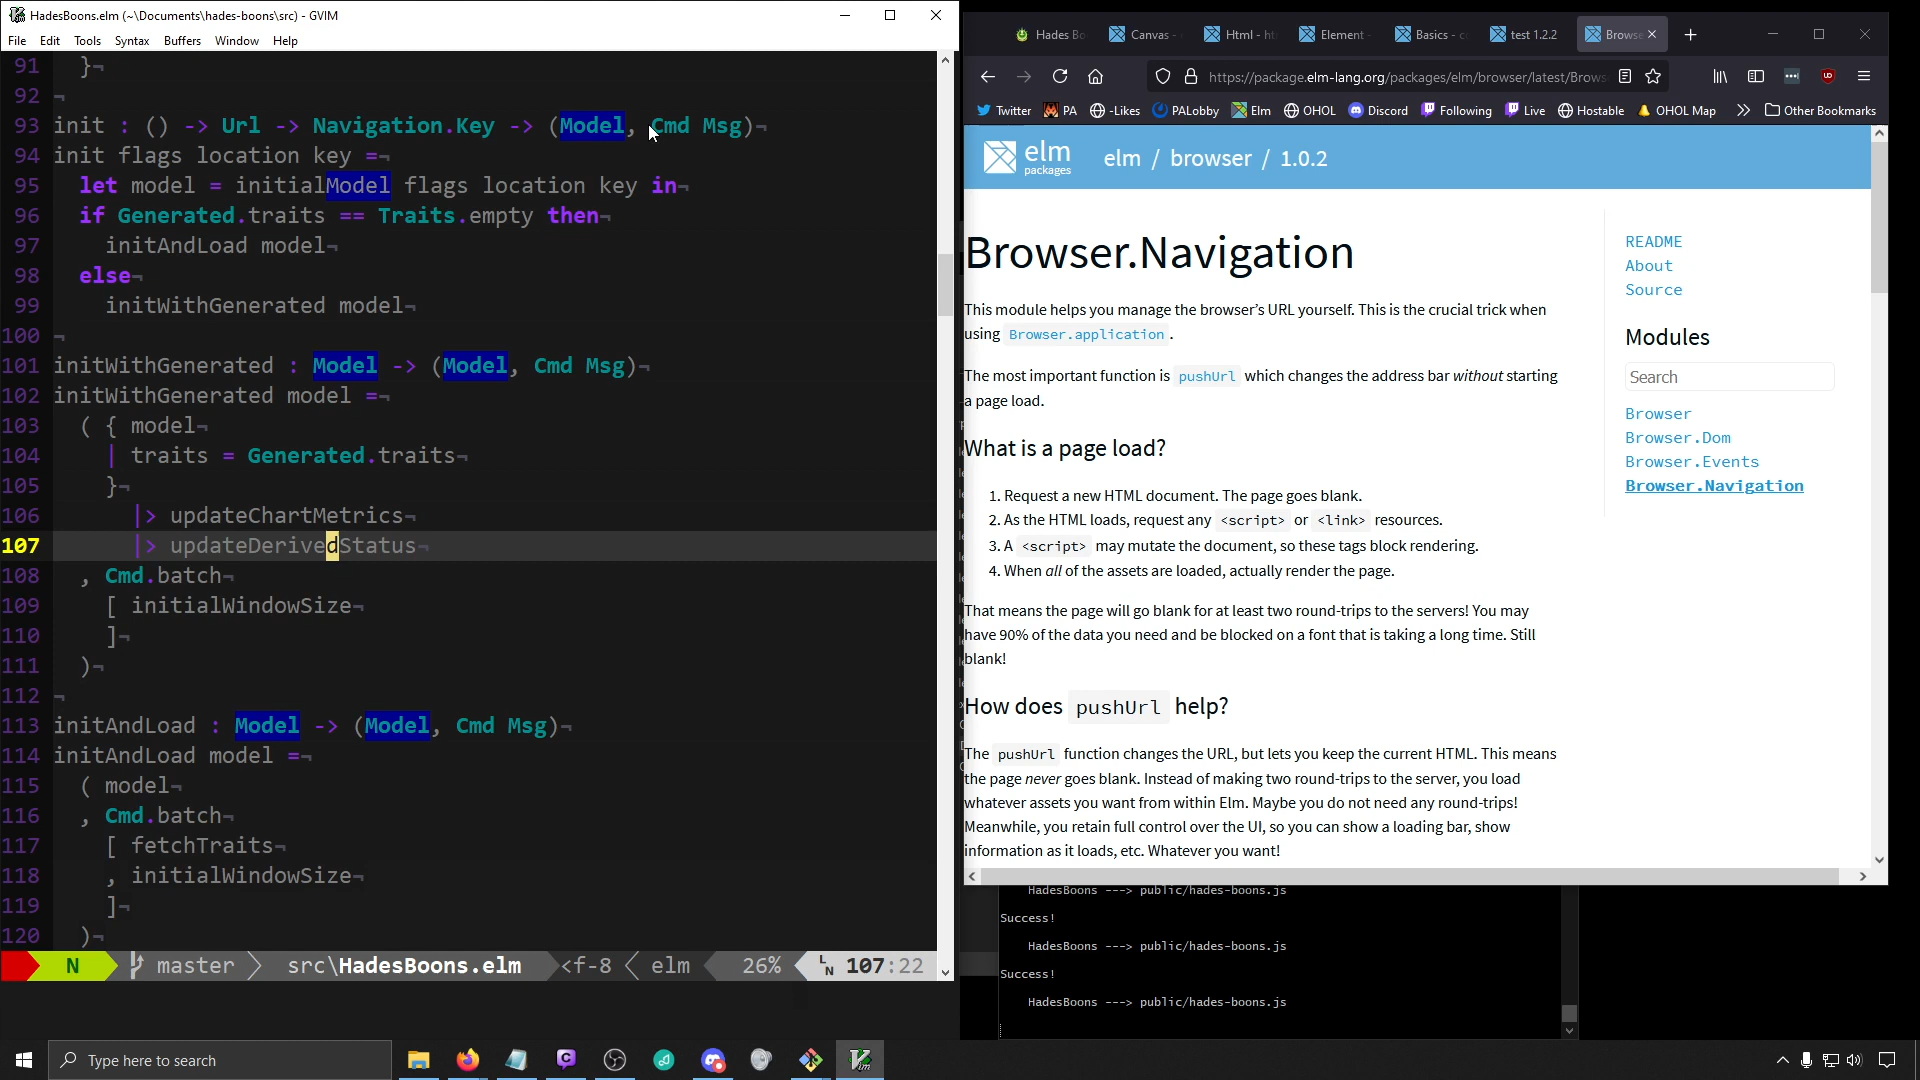 HadesBoons.elm (~\Documents\hades-boons\src) - GVIM
File Edit Tools Syntax Buffers Window Help
91 }¬
92 ¬
93 init : () -> Url -> Navigation.Key -> (Model, Cmd Msg)¬
94 init flags location key =¬
95 let model = initialModel flags location key in¬
96 if Generated.traits == Traits.empty then¬
97 initAndLoad model¬
98 else¬
99 initWithGenerated model¬
100 ¬
101 initWithGenerated : Model -> (Model, Cmd Msg)¬
102 initWithGenerated model =¬
103 ( { model¬
104 | traits = Generated.traits¬
105 }¬
106 |> updateChartMetrics¬
107 |> updateDerivedStatus¬
108 , Cmd.batch¬
109 [ initialWindowSize¬
110 ]¬
111 )¬
112 ¬
113 initAndLoad : Model -> (Model, Cmd Msg)¬
114 initAndLoad model =¬
115 ( model¬
116 , Cmd.batch¬
117 [ fetchTraits¬
118 , initialWindowSize¬
119 ]¬
120 )¬
N master src\HadesBoons.elm <f-8 elm 26% LN 107:22
Hades Bo Canvas - Html - ht Element - Basics - co test 1.2.2 Browse
https://package.elm-lang.org/packages/elm/browser/latest/Brows
Twitter PA -Likes PALobby Elm OHOL Discord Following Live Hostable OHOL Map Other Bookmarks
elm packages
elm / browser / 1.0.2
Browser.Navigation
This module helps you manage the browser’s URL yourself. This is the crucial trick when
using Browser.application .
The most important function is pushUrl which changes the address bar without starting
a page load.
What is a page load?
1. Request a new HTML document. The page goes blank.
2. As the HTML loads, request any <script> or <link> resources.
3. A <script> may mutate the document, so these tags block rendering.
4. When all of the assets are loaded, actually render the page.
That means the page will go blank for at least two round-trips to the servers! You may
have 90% of the data you need and be blocked on a font that is taking a long time. Still
blank!
How does pushUrl help?
The pushUrl function changes the URL, but lets you keep the current HTML. This means
the page never goes blank. Instead of making two round-trips to the server, you load
whatever assets you want from within Elm. Maybe you do not need any round-trips!
Meanwhile, you retain full control over the UI, so you can show a loading bar, show
information as it loads, etc. Whatever you want!
README
About
Source
Modules
Search
Browser
Browser.Dom
Browser.Events
Browser.Navigation
HadesBoons ---> public/hades-boons.js
Success!
HadesBoons ---> public/hades-boons.js
Success!
HadesBoons ---> public/hades-boons.js
Type here to search